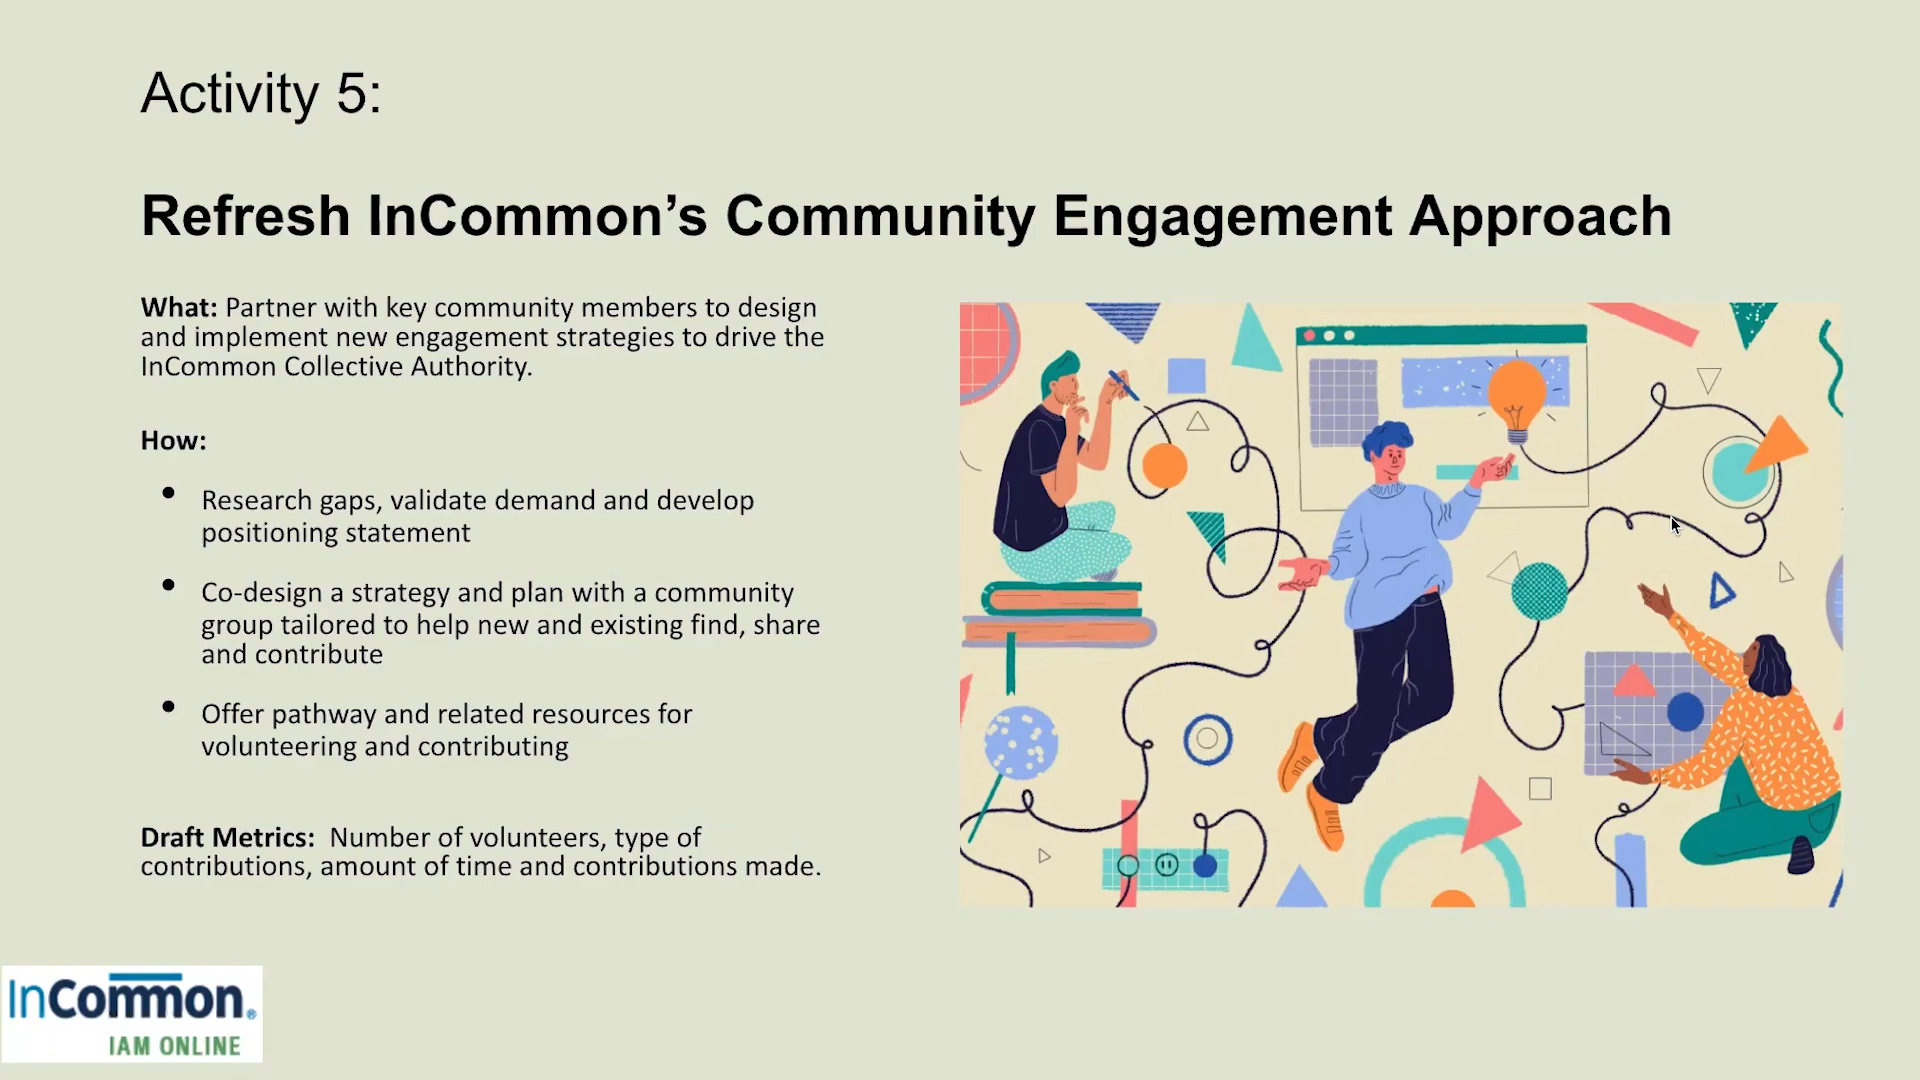 Activity 5:
Refresh InCommon’s Community Engagement Approach
What: Partner with key community members to design
and implement new engagement strategies to drive the
InCommon Collective Authority.
How:
• Research gaps, validate demand and develop
positioning statement
• Co-design a strategy and plan with a community
group tailored to help new and existing find, share
and contribute
• Offer pathway and related resources for
volunteering and contributing
Draft Metrics: Number of volunteers, type of
contributions, amount of time and contributions made.
InCommon®
IAM ONLINE